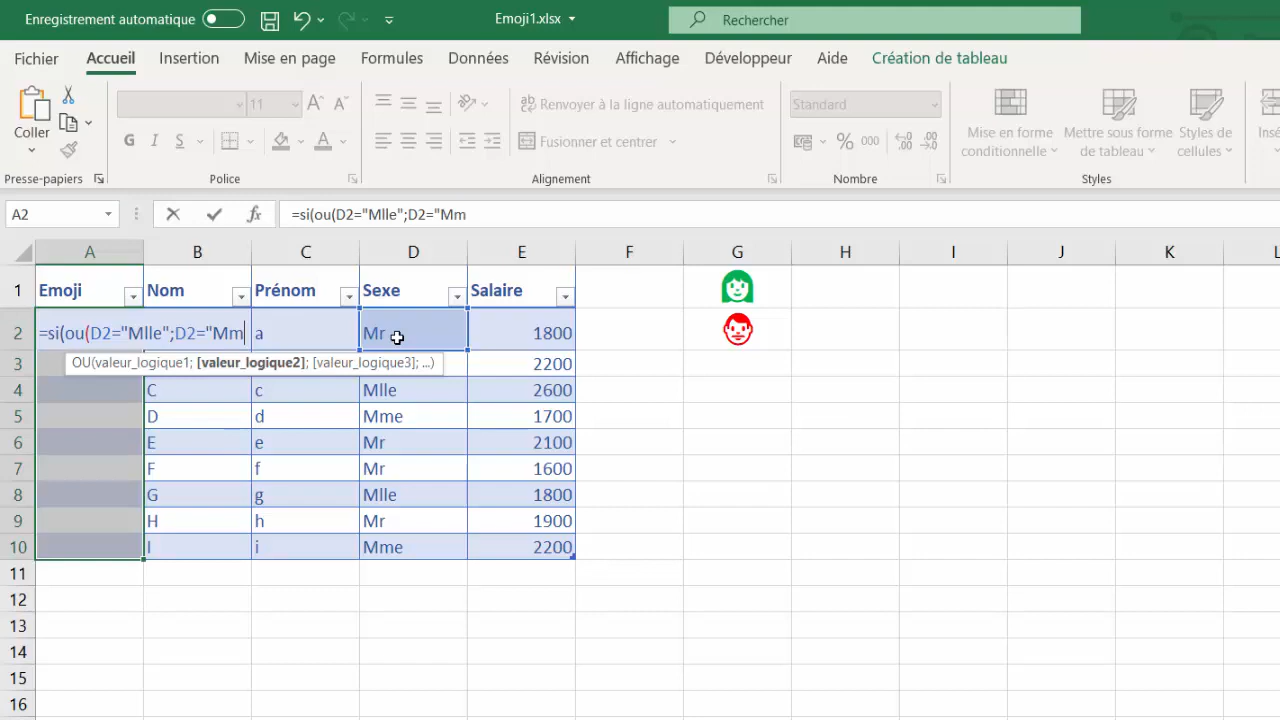 Enregistrement automatique
Emoji1.xlsx
Rechercher
Fichier Accueil Insertion Mise en page Formules Données Révision Affichage Développeur Aide Création de tableau
Coller
11
G I S
Renvoyer à la ligne automatiquement
Fusionner et centrer
Standard
% 000
Mise en forme conditionnelle
Mettre sous forme de tableau
Styles de cellules
Presse-papiers Police Alignement Nombre Styles
A2 fx =si(ou(D2="Mlle";D2="Mm
A B C D E F G H I J K L
1 Emoji Nom Prénom Sexe Salaire
2 =si(ou(D2="Mlle";D2="Mm a Mr 1800
OU(valeur_logique1; [valeur_logique2]; [valeur_logique3]; ...)
3 2200
4 C c Mlle 2600
5 D d Mme 1700
6 E e Mr 2100
7 F f Mr 1600
8 G g Mlle 1800
9 H h Mr 1900
10 I i Mme 2200
11
12
13
14
15
16